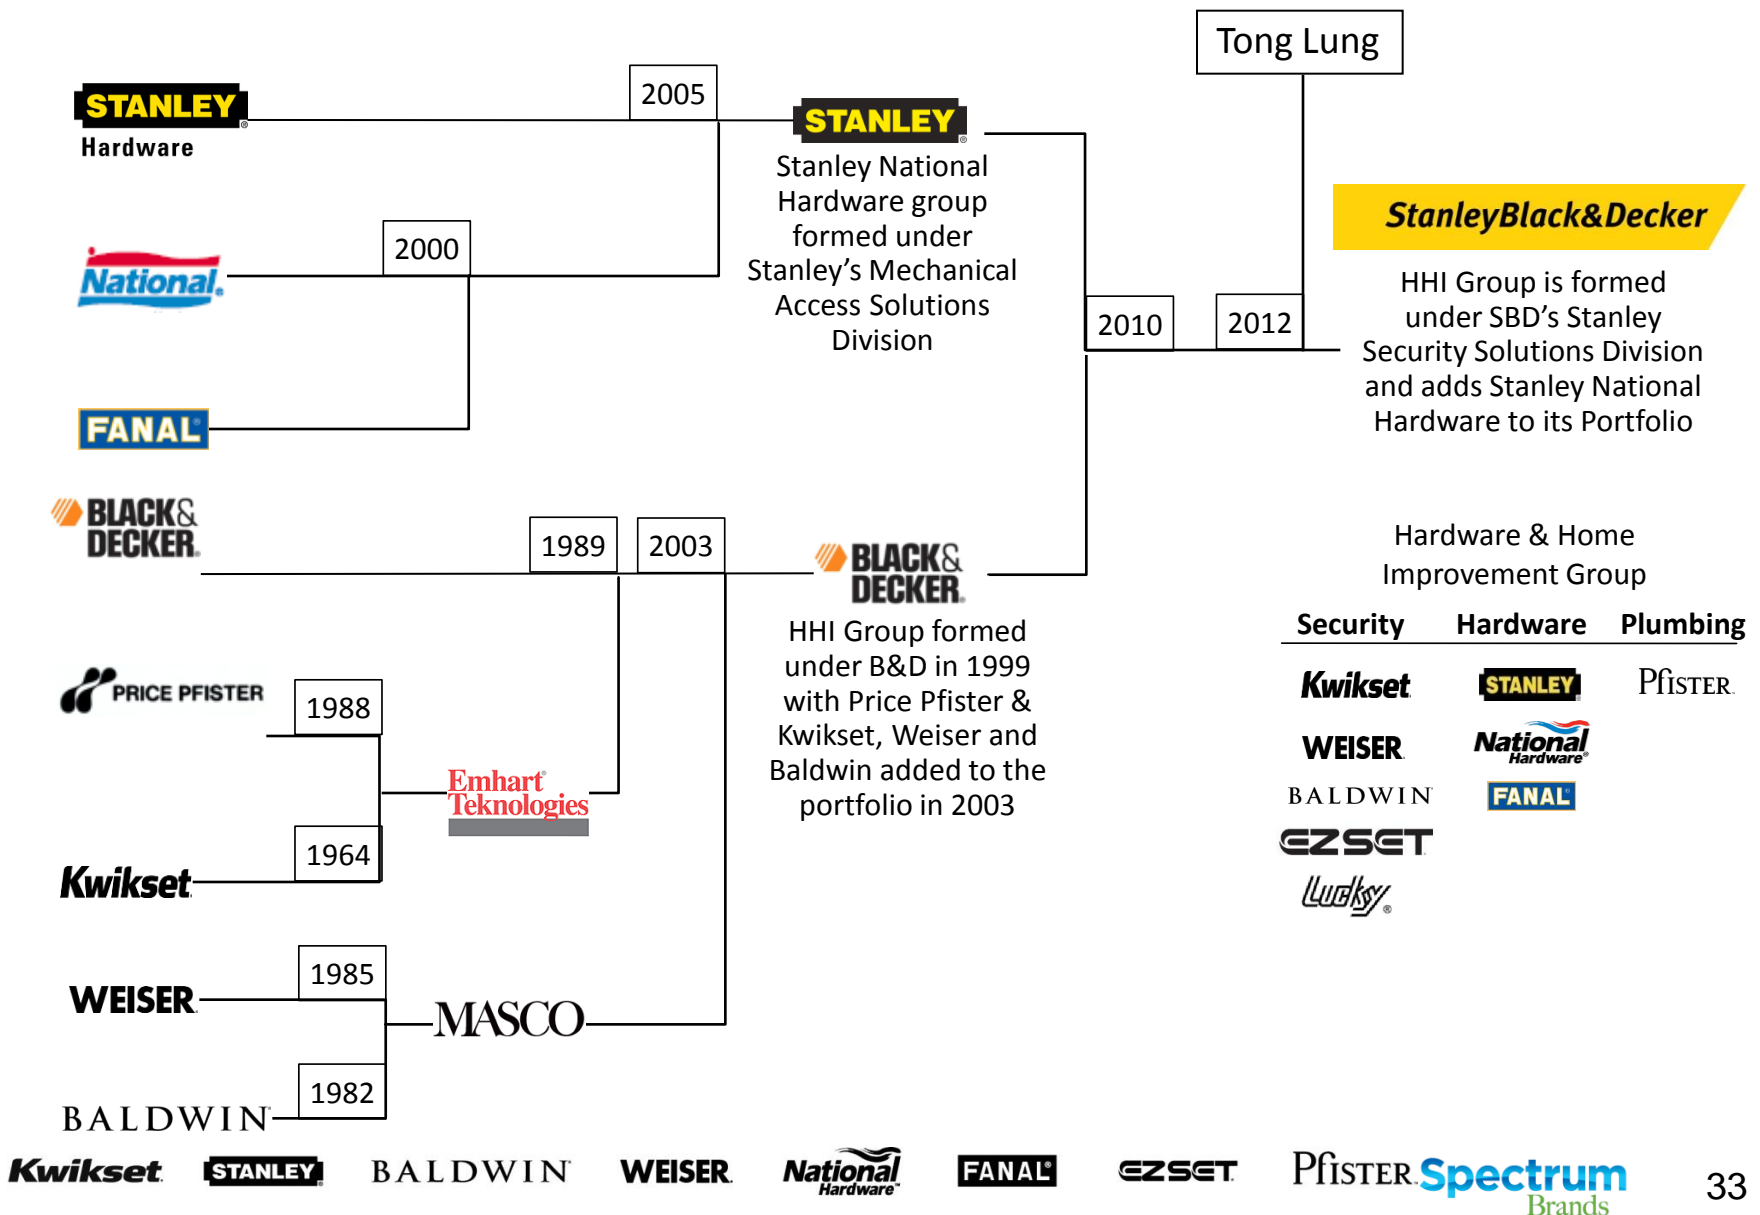 Tong Lung
2005
STANLEY
Hardware
STANLEY
Stanley National
Hardware group
formed under
Stanley's Mechanical
Access Solutions
Division
StanleyBlack&Decker
2000
National
HHI Group is formed
under SBD's Stanley
Security Solutions Division
and adds Stanley National
Hardware to its Portfolio
2010
2012
FANAL
BLACK&
DECKER
1989
2003
BLACK&
DECKER
HHI Group formed
under B&D in 1999
with Price Pfister &
Kwikset, Weiser and
Baldwin added to the
portfolio in 2003
Hardware & Home
Improvement Group
Security Hardware Plumbing
Kwikset STANLEY Pfister
WEISER National Hardware
BALDWIN FANAL
EZSET
Lucky
PRICE PFISTER
1988
Emhart
Teknologies
1964
Kwikset
1985
WEISER
MASCO
1982
BALDWIN
Kwikset STANLEY BALDWIN WEISER National Hardware FANAL EZSET Pfister Spectrum Brands 33